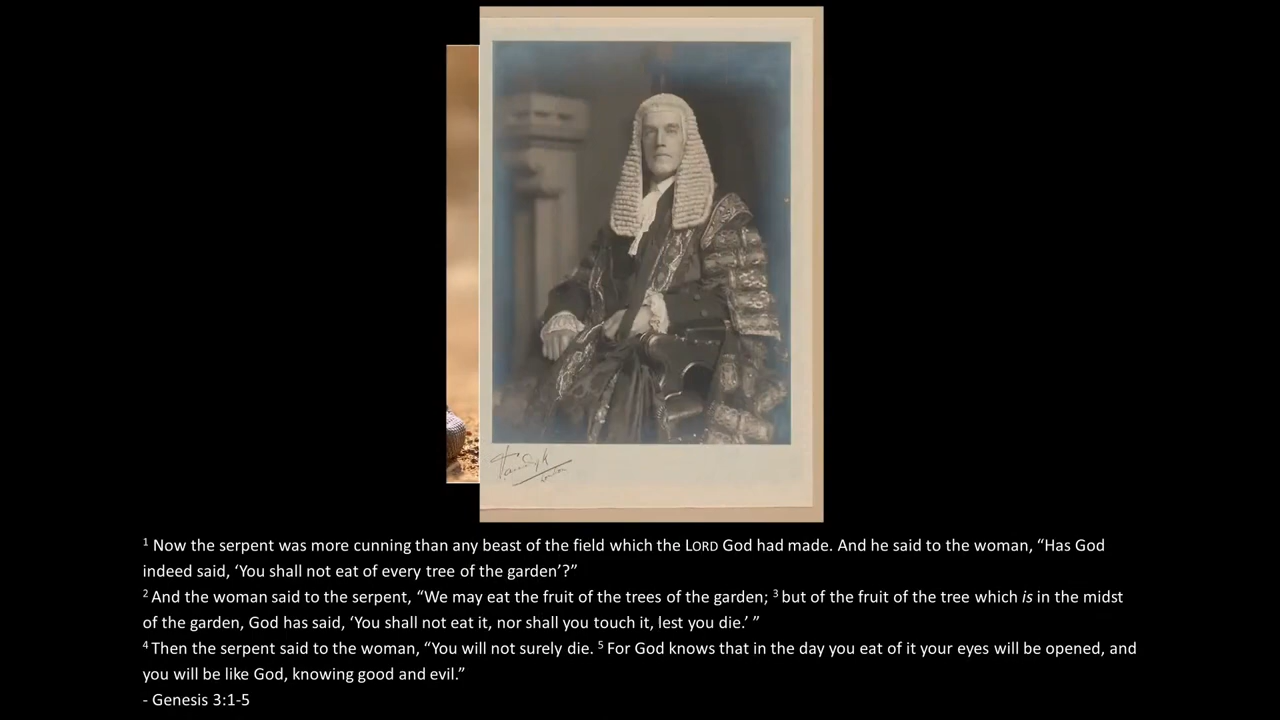 Vandyk
London
¹ Now the serpent was more cunning than any beast of the field which the LORD God had made. And he said to the woman, “Has God
indeed said, ‘You shall not eat of every tree of the garden’?”
² And the woman said to the serpent, “We may eat the fruit of the trees of the garden; ³ but of the fruit of the tree which is in the midst
of the garden, God has said, ‘You shall not eat it, nor shall you touch it, lest you die.’ ”
⁴ Then the serpent said to the woman, “You will not surely die. ⁵ For God knows that in the day you eat of it your eyes will be opened, and
you will be like God, knowing good and evil.”
- Genesis 3:1-5